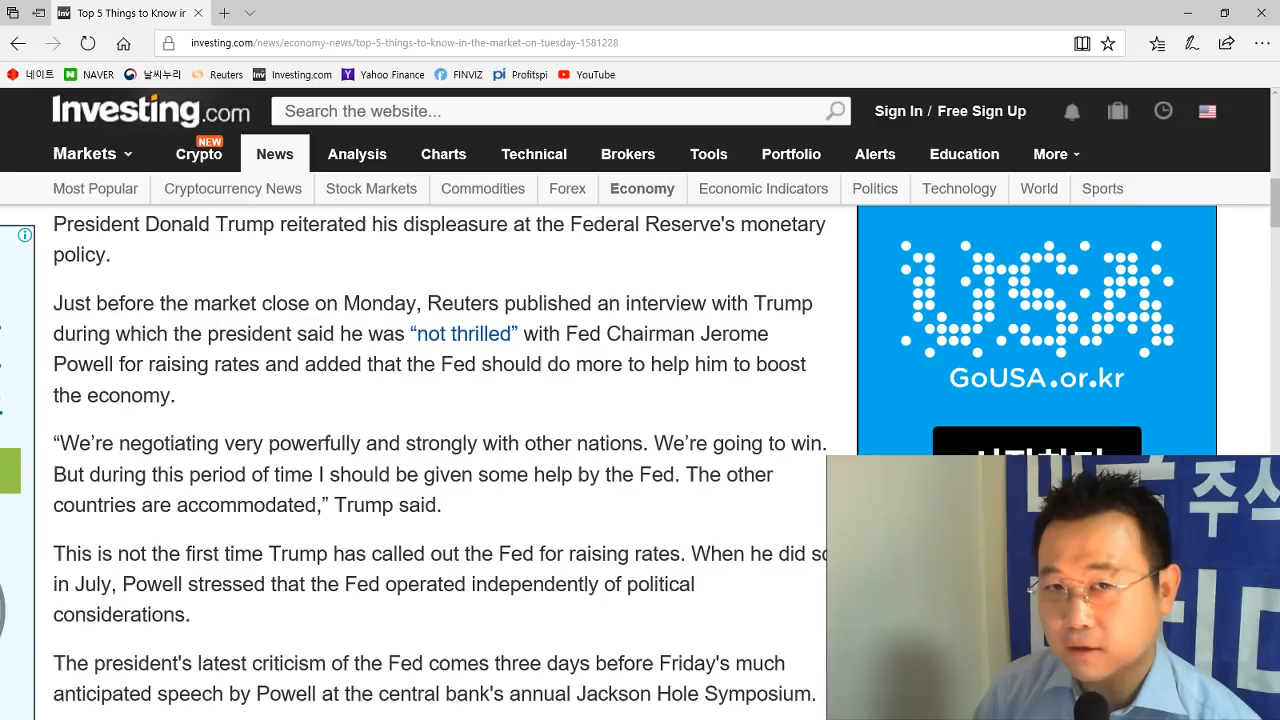 Top 5 Things to Know in
investing.com/news/economy-news/top-5-things-to-know-in-the-market-on-tuesday-1581228
네이트 NAVER 날씨누리 Reuters Inv Investing.com Yahoo Finance FINVIZ pi Profitspi YouTube
Investing.com Search the website... Sign In / Free Sign Up
NEW
Markets Crypto News Analysis Charts Technical Brokers Tools Portfolio Alerts Education More
Most Popular Cryptocurrency News Stock Markets Commodities Forex Economy Economic Indicators Politics Technology World Sports
President Donald Trump reiterated his displeasure at the Federal Reserve's monetary
policy.
Just before the market close on Monday, Reuters published an interview with Trump
during which the president said he was “not thrilled” with Fed Chairman Jerome
Powell for raising rates and added that the Fed should do more to help him to boost
the economy.
“We’re negotiating very powerfully and strongly with other nations. We’re going to win.
But during this period of time I should be given some help by the Fed. The other
countries are accommodated,” Trump said.
This is not the first time Trump has called out the Fed for raising rates. When he did so
in July, Powell stressed that the Fed operated independently of political
considerations.
The president's latest criticism of the Fed comes three days before Friday's much
anticipated speech by Powell at the central bank's annual Jackson Hole Symposium.
USA
GoUSA.or.kr
주식